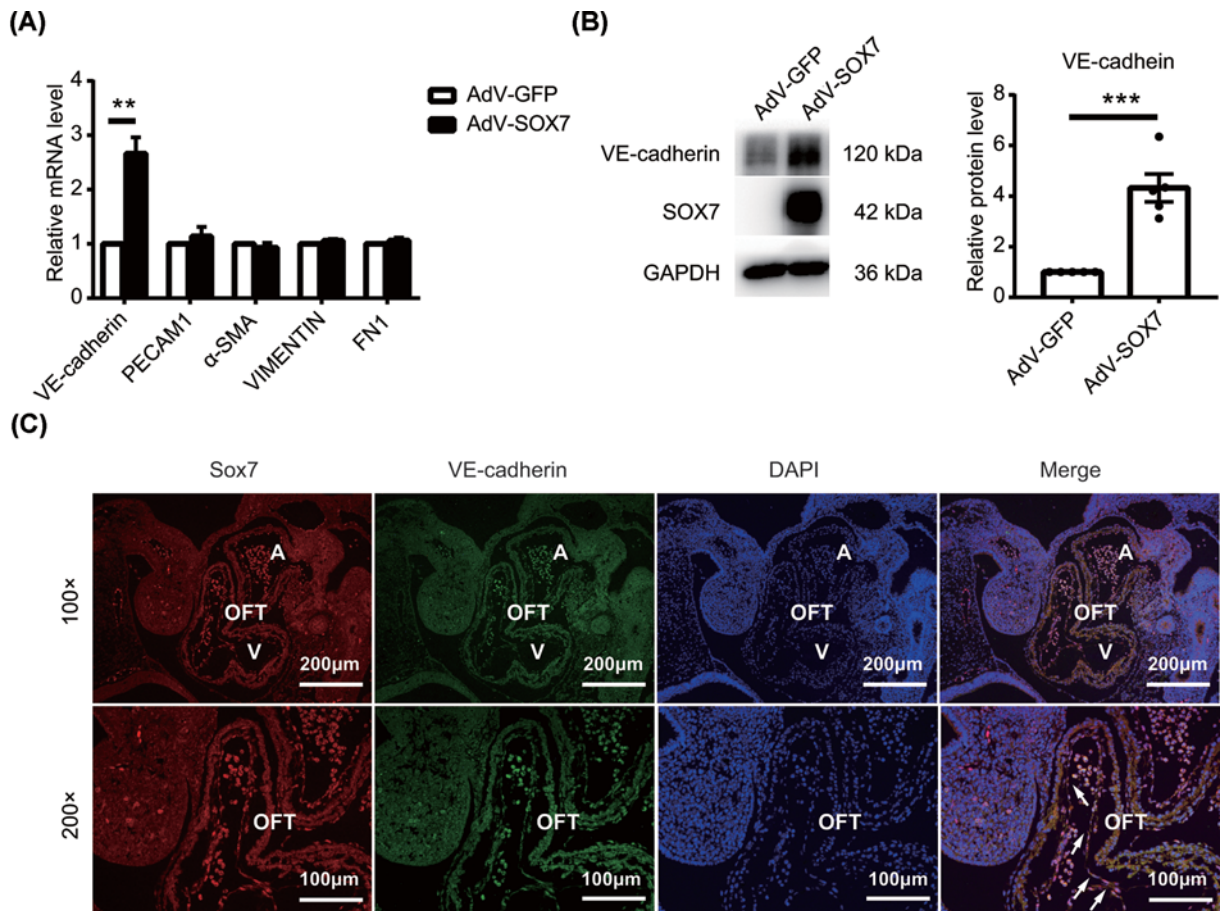 (A)
Relative mRNA level
4
3
2
1
0
**
AdV-GFP
AdV-SOX7
VE-cadherin
PECAM1
α-SMA
VIMENTIN
FN1
(B)
AdV-GFP
AdV-SOX7
VE-cadherin 120 kDa
SOX7 42 kDa
GAPDH 36 kDa
VE-cadhein
Relative protein level
8
6
4
2
0
***
AdV-GFP
AdV-SOX7
(C)
Sox7 VE-cadherin DAPI Merge
100×
A
OFT
V
200μm
A
OFT
V
200μm
A
OFT
V
200μm
A
OFT
V
200μm
200×
OFT
100μm
OFT
100μm
OFT
100μm
OFT
100μm